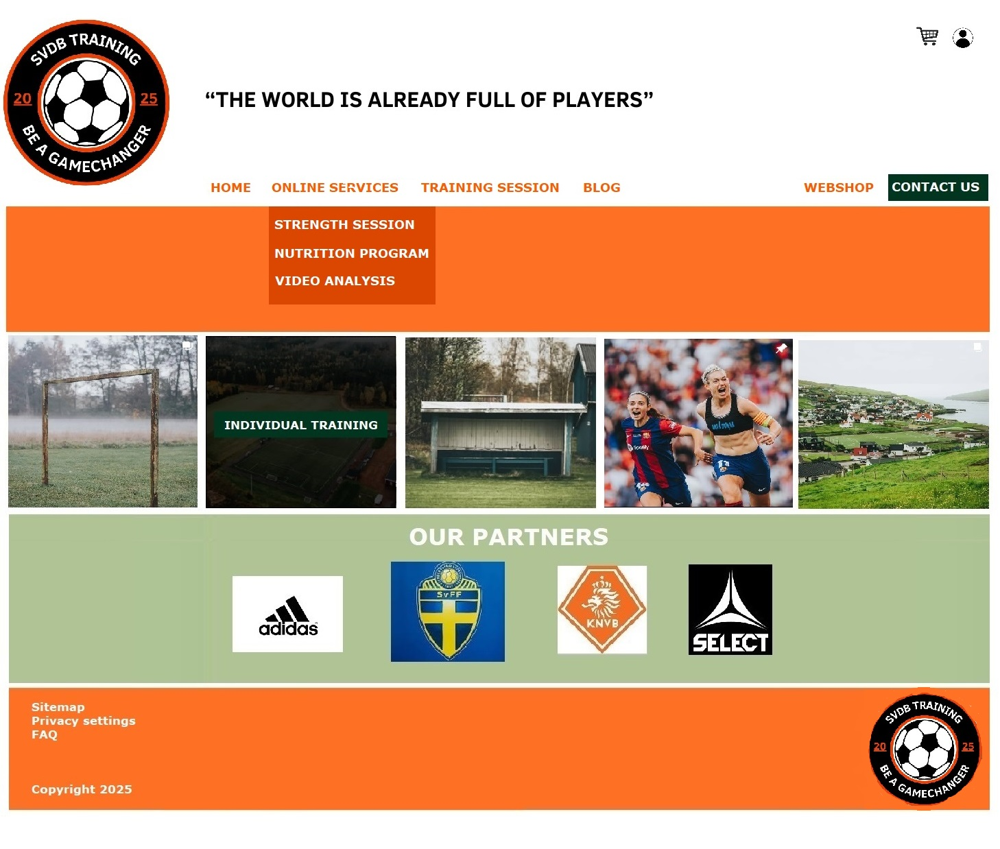 SVDB TRAINING
20 25
BE A GAMECHANGER
“THE WORLD IS ALREADY FULL OF PLAYERS”
HOME ONLINE SERVICES TRAINING SESSION BLOG WEBSHOP CONTACT US
STRENGTH SESSION
NUTRITION PROGRAM
VIDEO ANALYSIS
INDIVIDUAL TRAINING
Spotify
11
OUR PARTNERS
adidas
SvFF
KNVB
SELECT
Sitemap
Privacy settings
FAQ
Copyright 2025
SVDB TRAINING
20 25
BE A GAMECHANGER